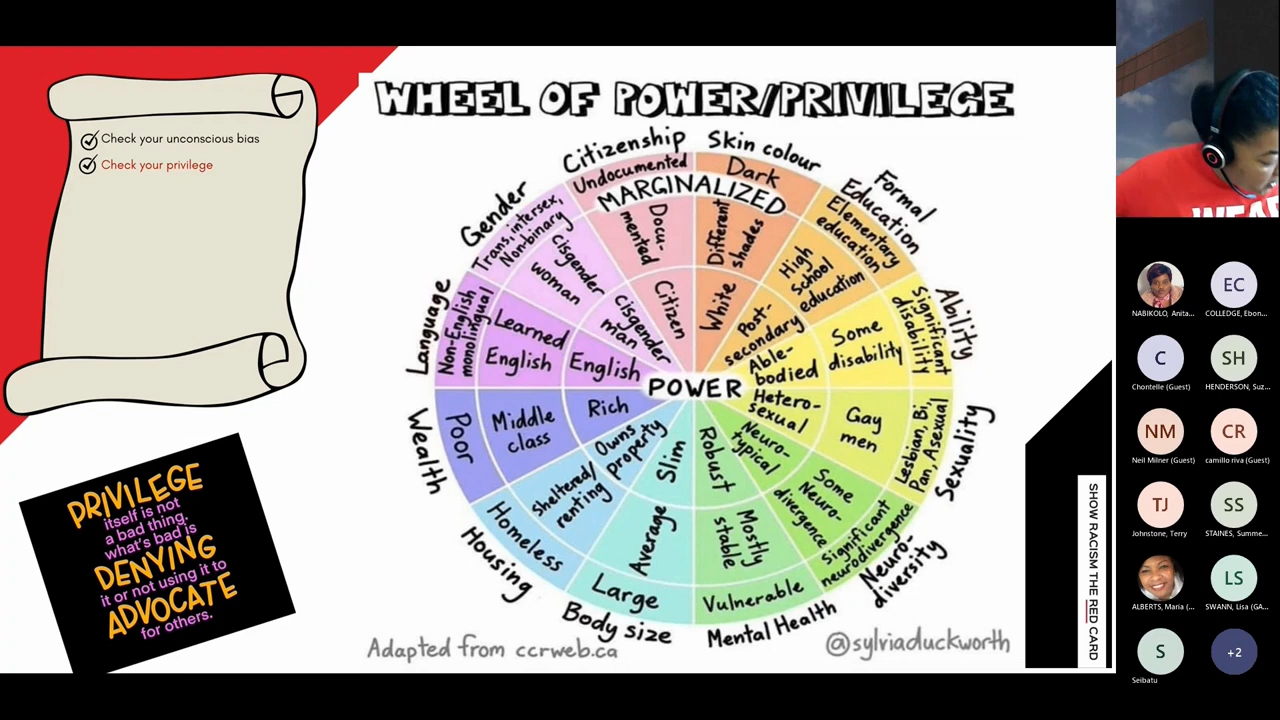 Check your unconscious bias
Check your privilege
PRIVILEGE
itself is not
a bad thing.
what's bad is
DENYING
it or not using it to
ADVOCATE
for others.
WHEEL OF POWER/PRIVILEGE
Citizenship
Undocumented
Docu-
mented
Citizen
Skin colour
Dark
Different
shades
White
MARGINALIZED
Formal
Education
Elementary
education
High
school
education
Post-
secondary
Ability
Significant
disability
Some
disability
Able-
bodied
Sexuality
Lesbian, Bi,
Pan, Asexual
Gay
men
Hetero-
sexual
Neuro-
diversity
Significant
neurodivergence
Some
Neuro-
divergence
Neuro-
typical
Mental Health
Vulnerable
Mostly
stable
Robust
Body size
Large
Average
Slim
Housing
Homeless
Sheltered/
renting
Owns
property
Wealth
Poor
Middle
class
Rich
Language
Non-English
monolingual
Learned
English
English
Gender
Trans, intersex,
Non-binary
cisgender
woman
cisgender
man
POWER
Adapted from ccrweb.ca
@sylviaduckworth
SHOW RACISM THE RED CARD
WEAR
NABIKOLO, Anita...
EC
COLLEDGE, Ebon...
C
Chontelle (Guest)
SH
HENDERSON, Suz...
NM
Neil Milner (Guest)
CR
camillo riva (Guest)
TJ
Johnstone, Terry
SS
STAINES, Summe...
ALBERTS, Maria (...
LS
SWANN, Lisa (GA...
S
Seibatu
+2